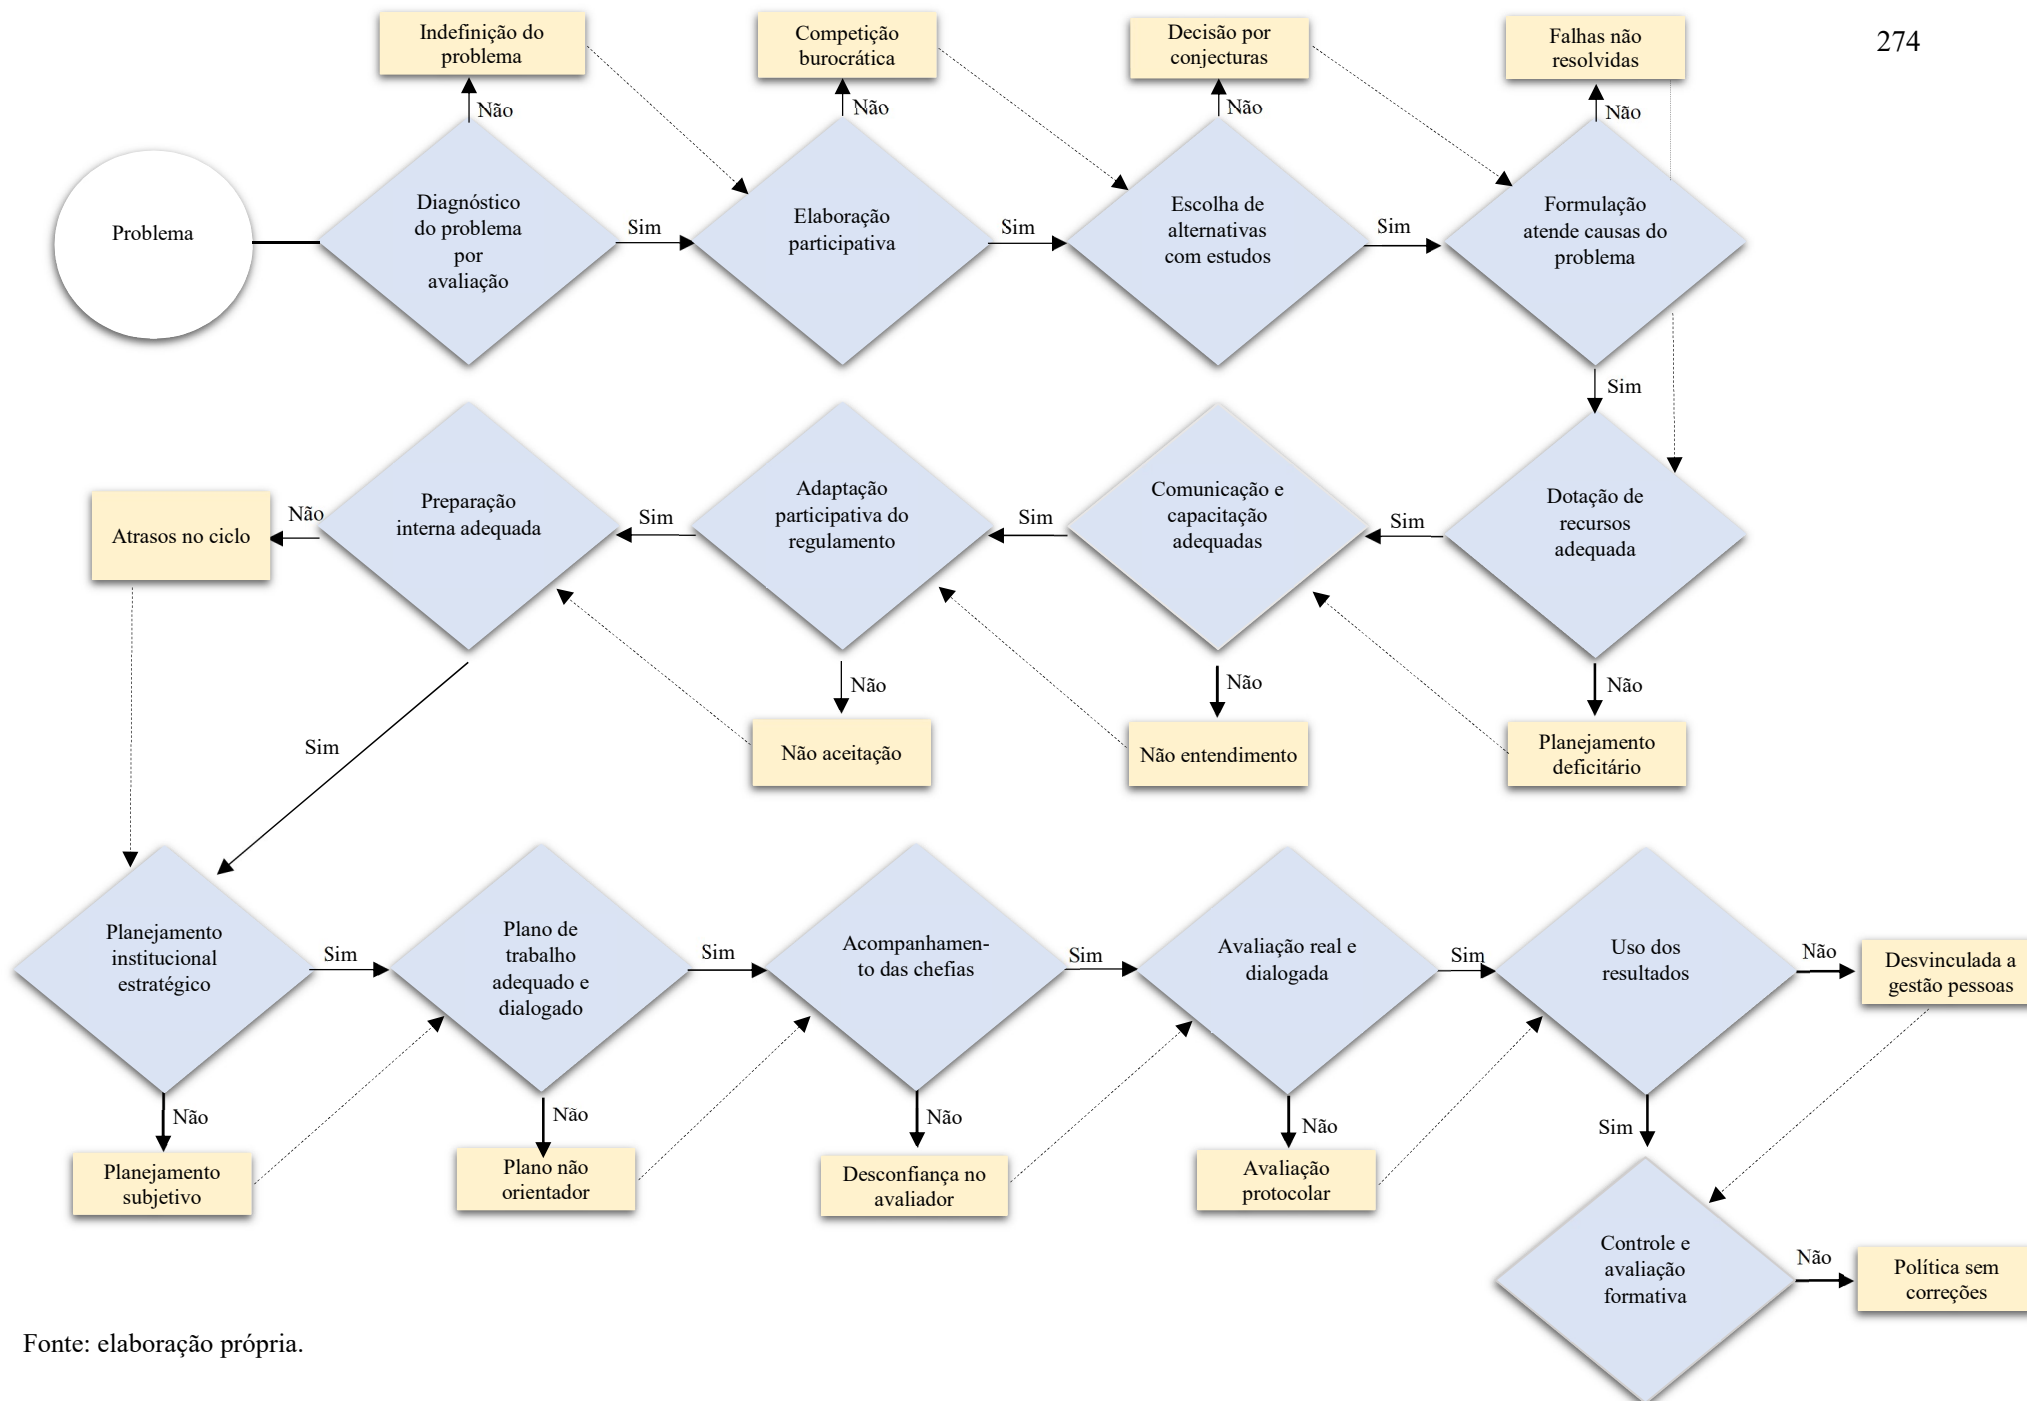 274
Indefinição do
problema
Competição
burocrática
Decisão por
conjecturas
Falhas não
resolvidas
Não
Não
Não
Não
Problema
Diagnóstico
do problema
por
avaliação
Sim
Elaboração
participativa
Sim
Escolha de
alternativas
com estudos
Sim
Formulação
atende causas do
problema
Sim
Dotação de
recursos
adequada
Sim
Comunicação e
capacitação
adequadas
Sim
Adaptação
participativa do
regulamento
Sim
Preparação
interna adequada
Não
Atrasos no ciclo
Não
Não
Não
Planejamento
deficitário
Não entendimento
Não aceitação
Sim
Planejamento
institucional
estratégico
Sim
Plano de
trabalho
adequado e
dialogado
Sim
Acompanhamen-
to das chefias
Sim
Avaliação real e
dialogada
Sim
Uso dos
resultados
Não
Desvinculada a
gestão pessoas
Não
Não
Não
Não
Sim
Planejamento
subjetivo
Plano não
orientador
Desconfiança no
avaliador
Avaliação
protocolar
Controle e
avaliação
formativa
Não
Política sem
correções
Fonte: elaboração própria.